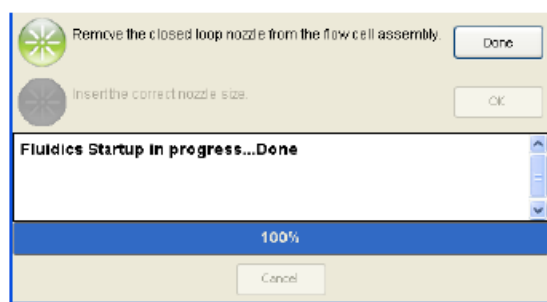 Remove the closed loop nozzle from the flow cell assembly.
Done
Insert the correct nozzle size.
OK
Fluidics Startup in progress...Done
100%
Cancel